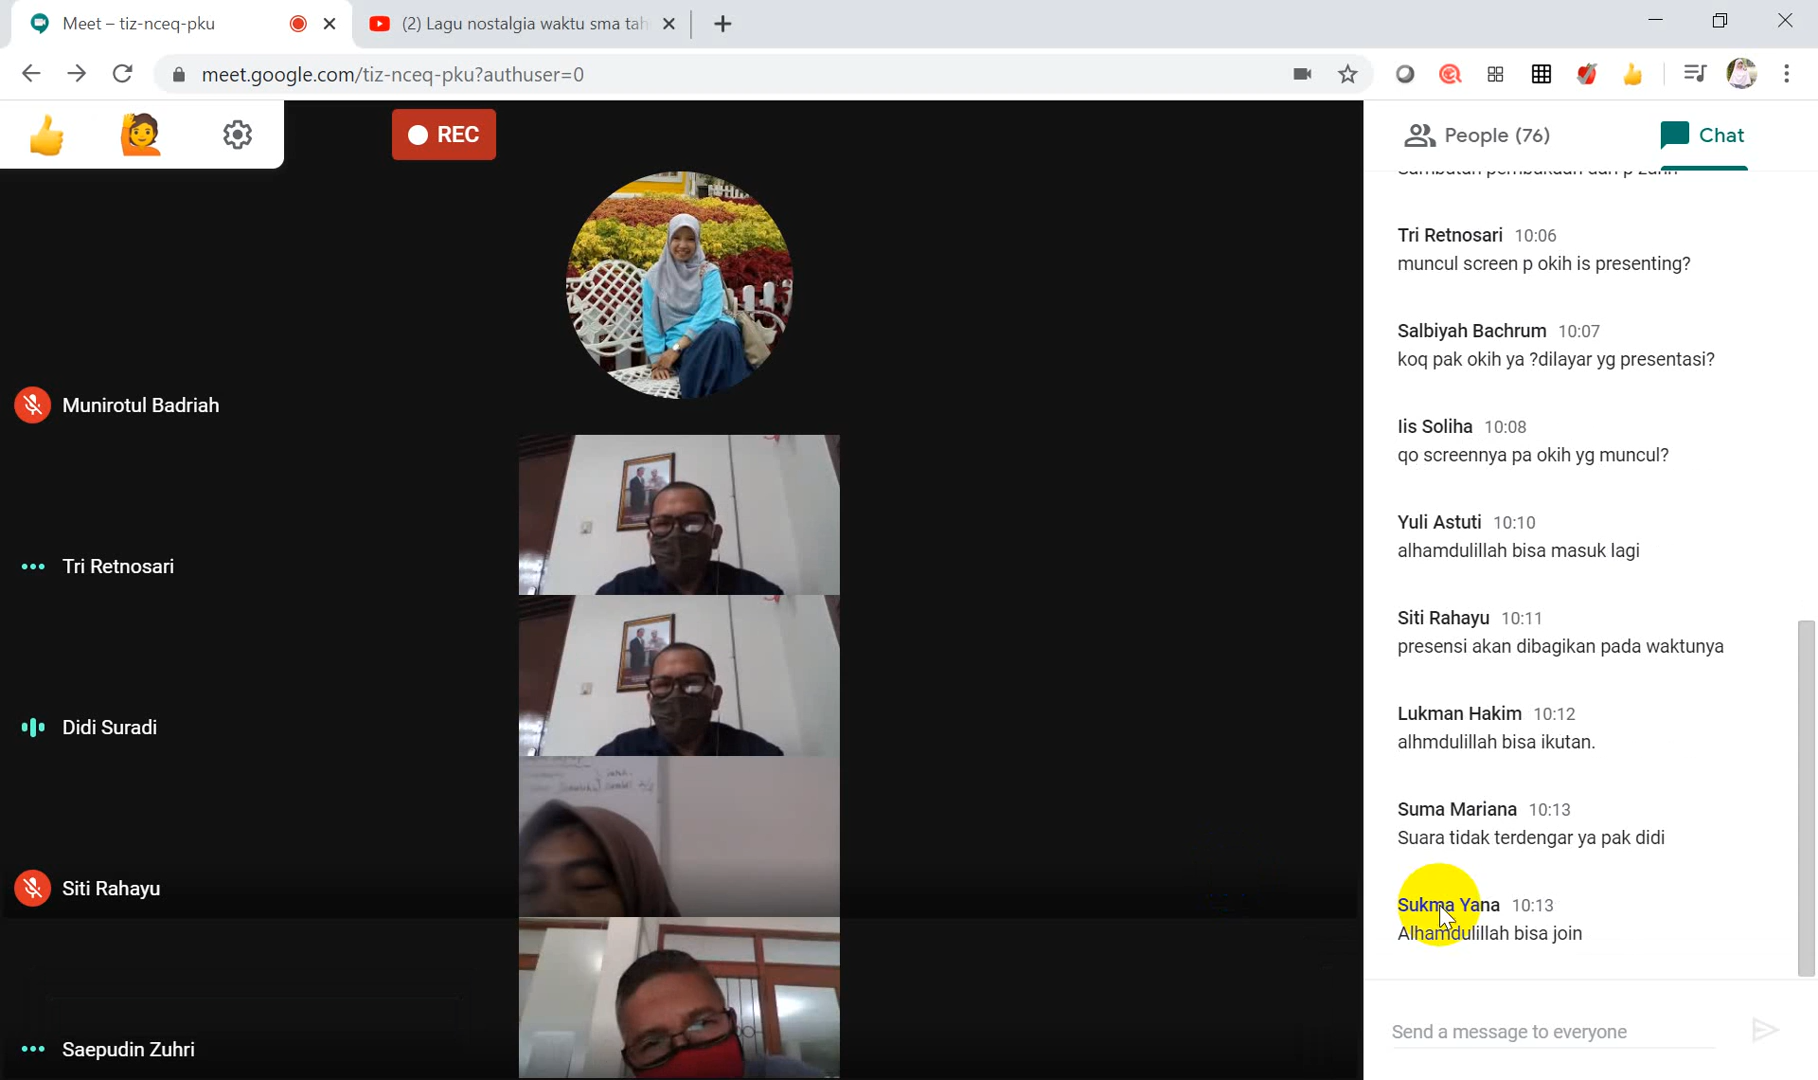 Meet – tiz-nceq-pku
(2) Lagu nostalgia waktu sma tah
meet.google.com/tiz-nceq-pku?authuser=0
REC
People (76)
Chat
Tri Retnosari 10:06
muncul screen p okih is presenting?
Salbiyah Bachrum 10:07
koq pak okih ya ?dilayar yg presentasi?
Iis Soliha 10:08
qo screennya pa okih yg muncul?
Yuli Astuti 10:10
alhamdulillah bisa masuk lagi
Siti Rahayu 10:11
presensi akan dibagikan pada waktunya
Lukman Hakim 10:12
alhmdulillah bisa ikutan.
Suma Mariana 10:13
Suara tidak terdengar ya pak didi
Sukma Yana 10:13
Alhamdulillah bisa join
Send a message to everyone
Munirotul Badriah
Tri Retnosari
Didi Suradi
Siti Rahayu
Saepudin Zuhri